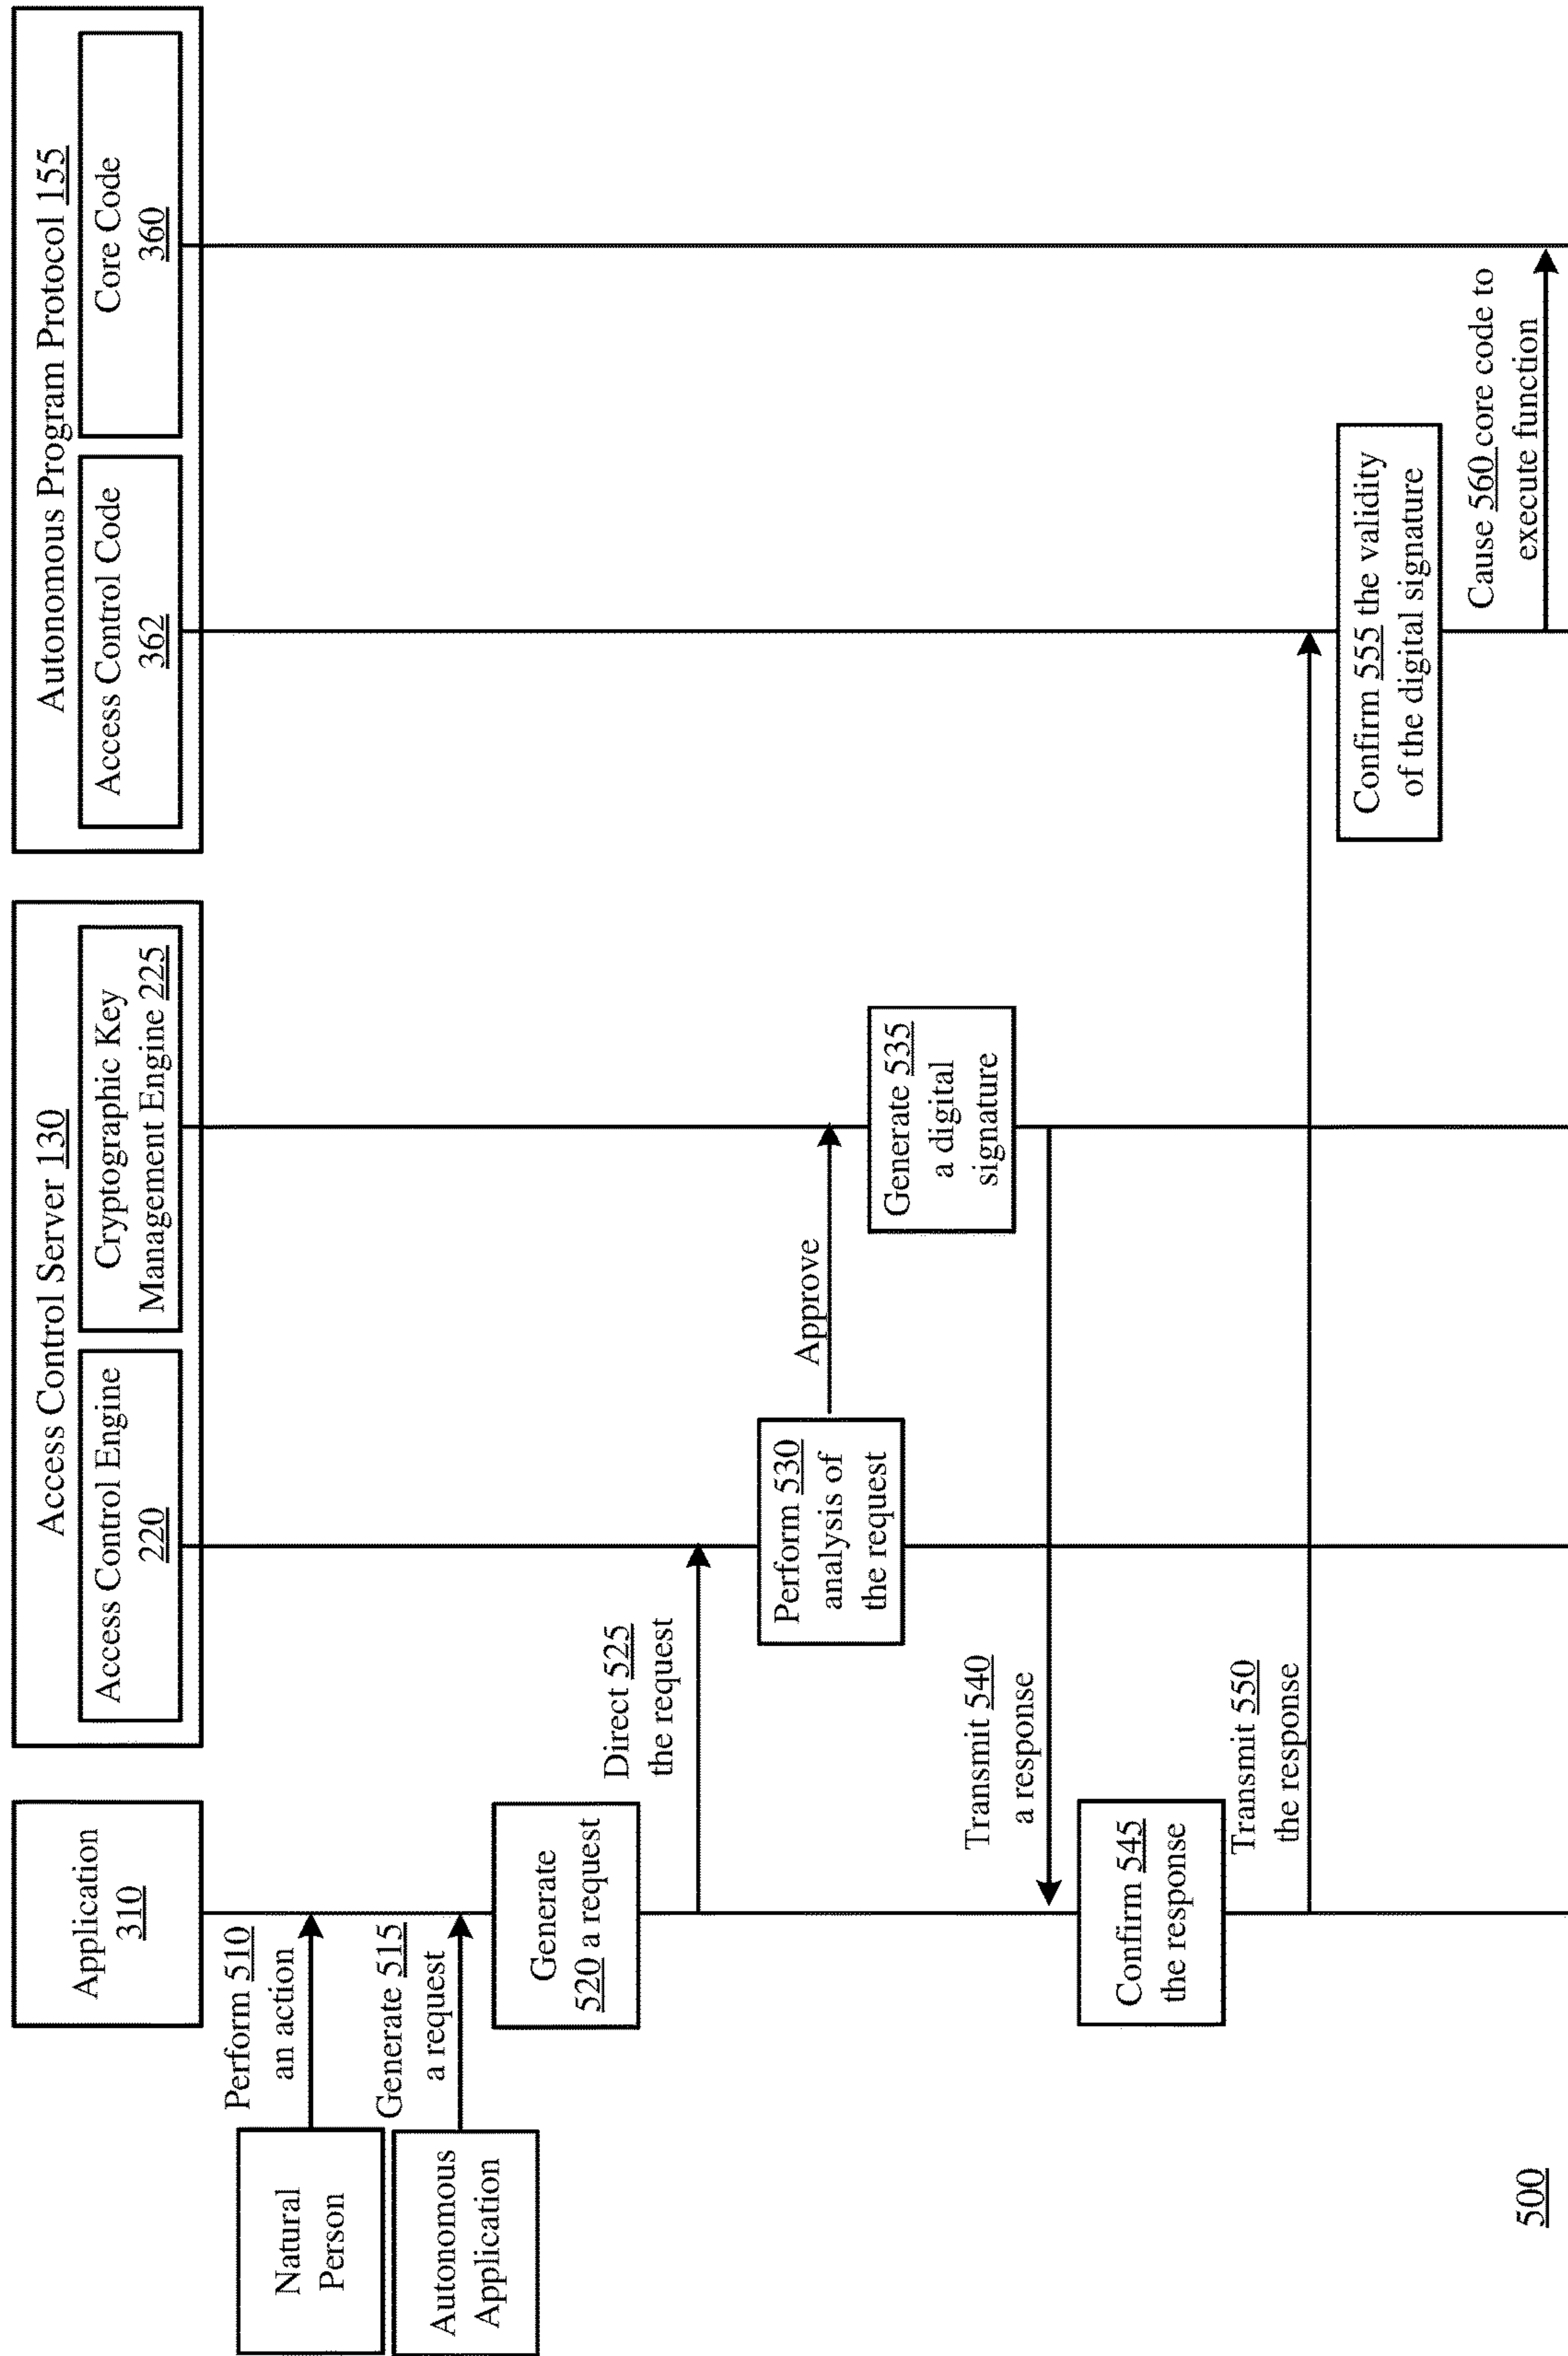 Application
310
Access Control Server 130
Access Control Engine
220
Cryptographic Key
Management Engine 225
Autonomous Program Protocol 155
Access Control Code
362
Core Code
360
Natural
Person
Perform 510
an action
Autonomous
Application
Generate 515
a request
Generate
520 a request
Direct 525
the request
Perform 530
analysis of
the request
Approve
Generate 535
a digital
signature
Transmit 540
a response
Confirm 545
the response
Transmit 550
the response
Confirm 555 the validity
of the digital signature
Cause 560 core code to
execute function
500